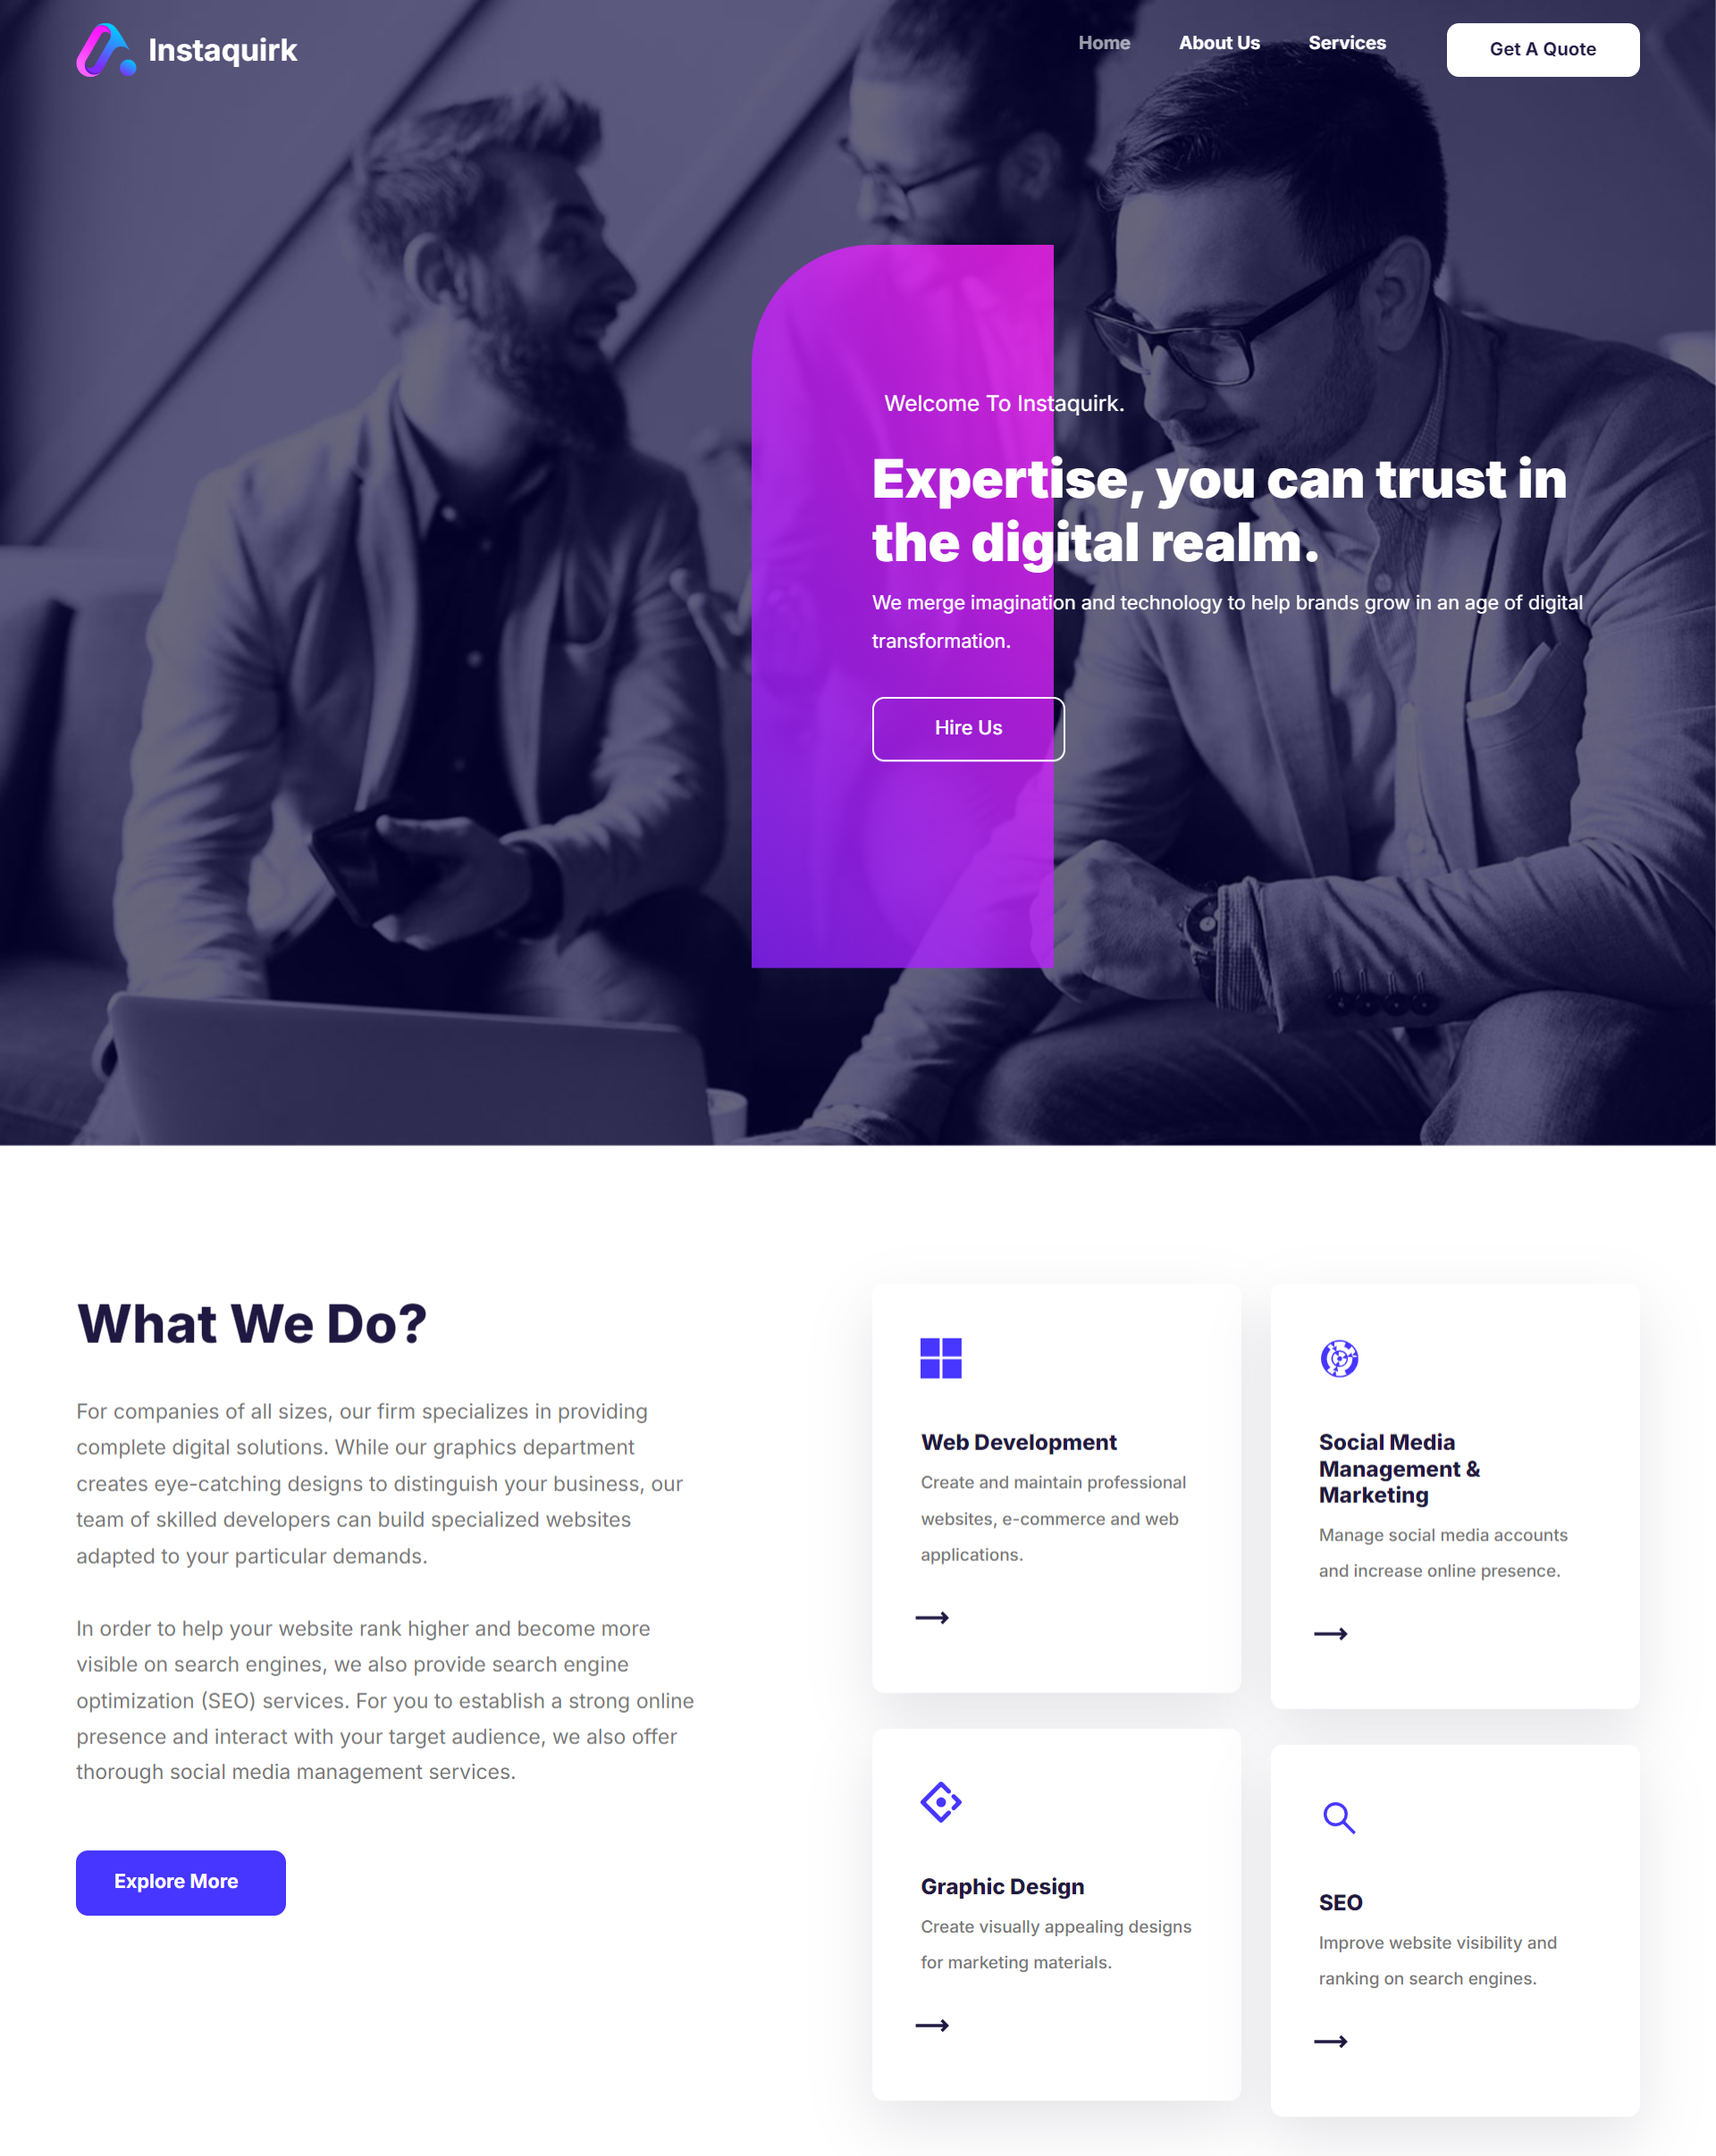 Instaquirk
Home
About Us
Services
Get A Quote
Welcome To Instaquirk.
Expertise, you can trust in
the digital realm.
We merge imagination and technology to help brands grow in an age of digital
transformation.
Hire Us
What We Do?
For companies of all sizes, our firm specializes in providing
complete digital solutions. While our graphics department
creates eye-catching designs to distinguish your business, our
team of skilled developers can build specialized websites
adapted to your particular demands.
In order to help your website rank higher and become more
visible on search engines, we also provide search engine
optimization (SEO) services. For you to establish a strong online
presence and interact with your target audience, we also offer
thorough social media management services.
Explore More
Web Development
Create and maintain professional
websites, e-commerce and web
applications.
Social Media
Management &
Marketing
Manage social media accounts
and increase online presence.
Graphic Design
Create visually appealing designs
for marketing materials.
SEO
Improve website visibility and
ranking on search engines.